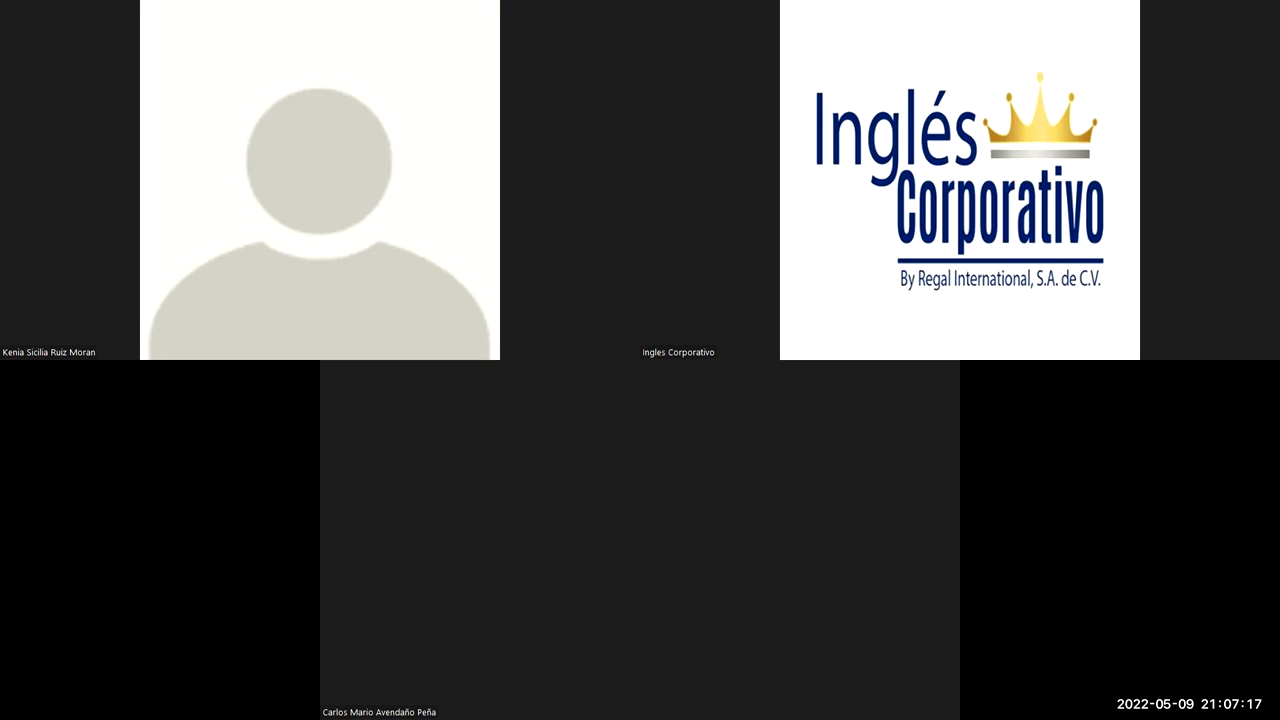 Inglés
Corporativo
By Regal International, S.A. de C.V.
Kenia Sicilia Ruiz Moran
Ingles Corporativo
Carlos Mario Avendaño Peña
2022-05-09 21:07:17